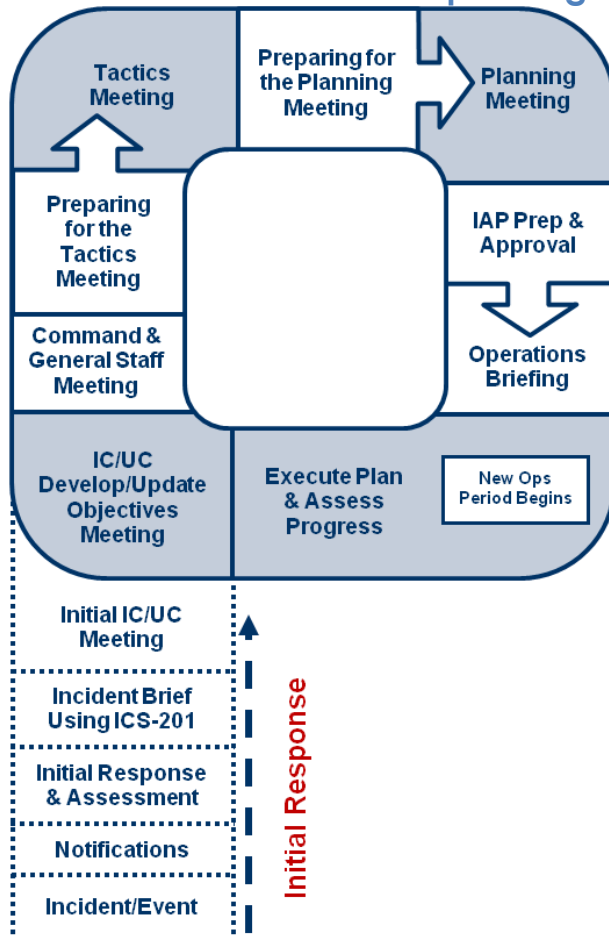 Tactics
Meeting
Preparing for
the Planning
Meeting
Planning
Meeting
Preparing
for the
Tactics
Meeting
IAP Prep &
Approval
Command &
General Staff
Meeting
Operations
Briefing
IC/UC
Develop/Update
Objectives
Meeting
Execute Plan
& Assess
Progress
New Ops
Period Begins
Initial IC/UC
Meeting
Incident Brief
Using ICS-201
Initial Response
& Assessment
Notifications
Incident/Event
Initial Response